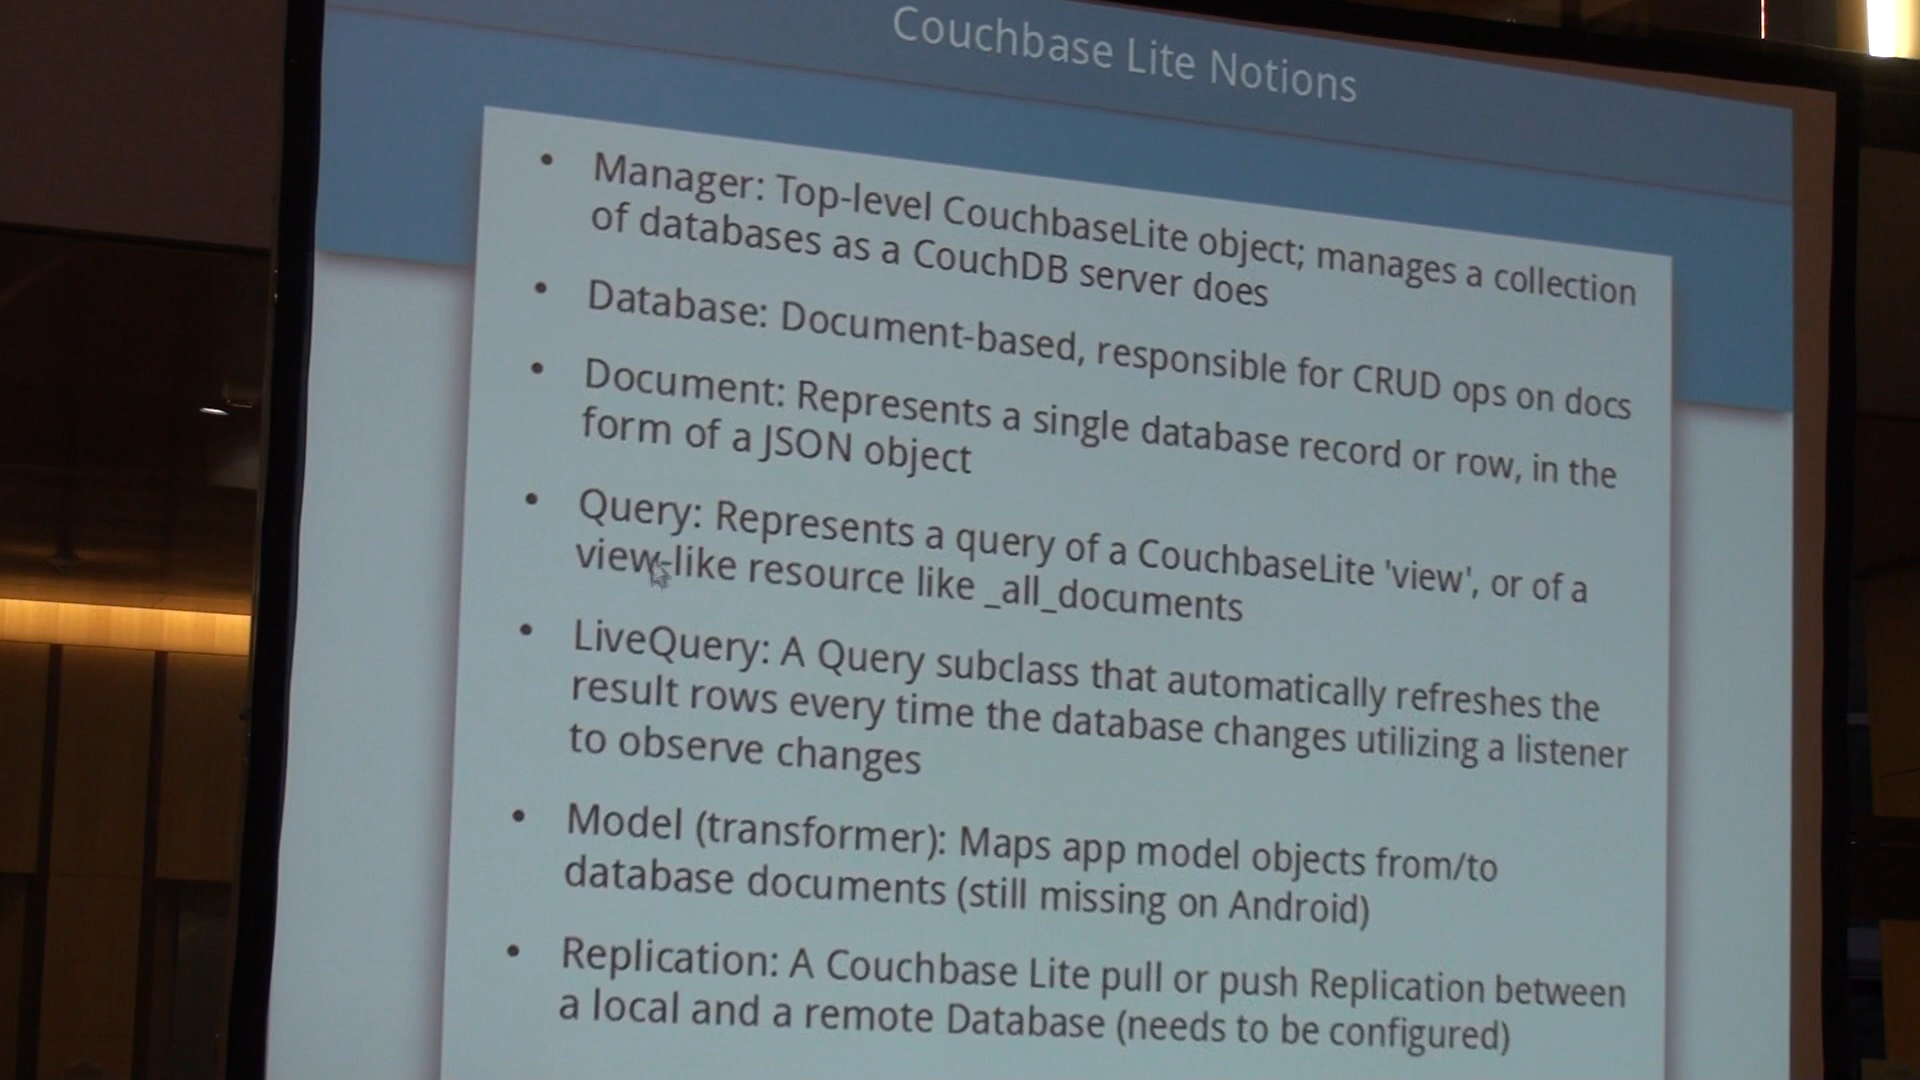 Couchbase Lite Notions
• Manager: Top-level CouchbaseLite object; manages a collection
of databases as a CouchDB server does
• Database: Document-based, responsible for CRUD ops on docs
• Document: Represents a single database record or row, in the
form of a JSON object
• Query: Represents a query of a CouchbaseLite 'view', or of a
view-like resource like _all_documents
• LiveQuery: A Query subclass that automatically refreshes the
result rows every time the database changes utilizing a listener
to observe changes
• Model (transformer): Maps app model objects from/to
database documents (still missing on Android)
• Replication: A Couchbase Lite pull or push Replication between
a local and a remote Database (needs to be configured)